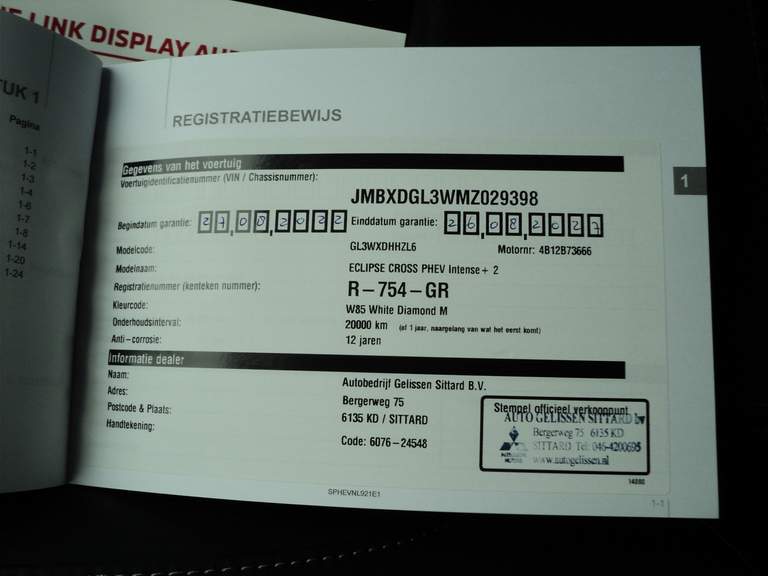 LINK DISPLAY
TUK 1
Pagina
1-1
1-2
1-3
1-4
1-6
1-7
1-8
1-14
1-20
1-24
REGISTRATIEBEWIJS
1
Gegevens van het voertuig
Voertuigidentificatienummer (VIN / Chassisnummer):
JMBXDGL3WMZ029398
Begindatum garantie: 27,08,2022 Einddatum garantie: 26,08,2027
Modelcode: GL3WXDHHZL6 Motornr: 4B12B73666
Modelnaam: ECLIPSE CROSS PHEV Intense+ 2
Registratienummer (kenteken nummer): R-754-GR
Kleurcode: W85 White Diamond M
Onderhoudsinterval: 20000 km (of 1 jaar, naargelang van wat het eerst komt)
Anti-corrosie: 12 jaren
Informatie dealer
Naam: Autobedrijf Gelissen Sittard B.V.
Adres: Bergerweg 75
Postcode & Plaats: 6135 KD / SITTARD
Handtekening:
Code: 6076-24548
Stempel officieel verkooppunt
AUTO GELISSEN SITTARD bv
Bergerweg 75 6135 KD
SITTARD Tel: 046-4200695
www.autogelissen.nl
14280
SPHEVNL921E1
1-1